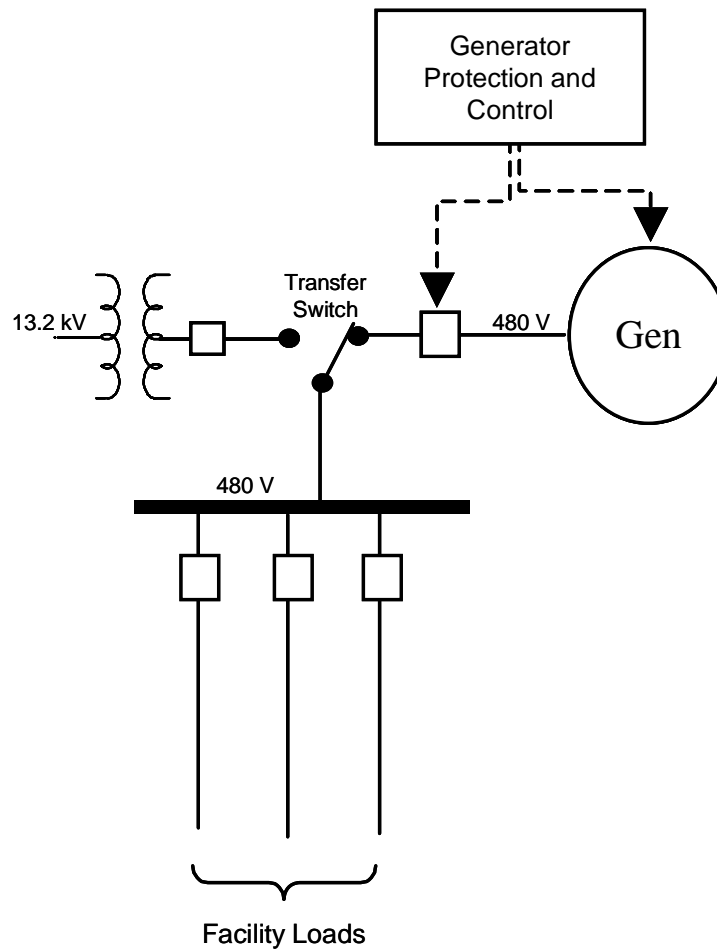 Generator
Protection and
Control
Transfer
Switch
13.2 kV
480 V
Gen
480 V
Facility Loads